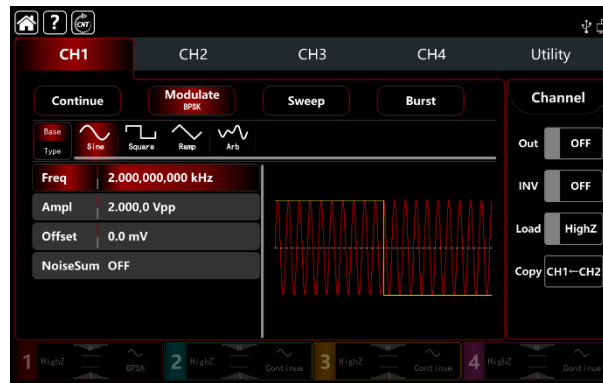 ? CNT
CH1 CH2 CH3 CH4 Utility
Continue Modulate Sweep Burst Channel
BPSK
Base
Type Sine Square Ramp Arb
Out OFF
Freq 2.000,000,000 kHz
INV OFF
Ampl 2.000,0 Vpp
Offset 0.0 mV
Load HighZ
NoiseSum OFF
Copy CH1←CH2
1 HighZ BPSK 2 HighZ Continue 3 HighZ Continue 4 HighZ Continue